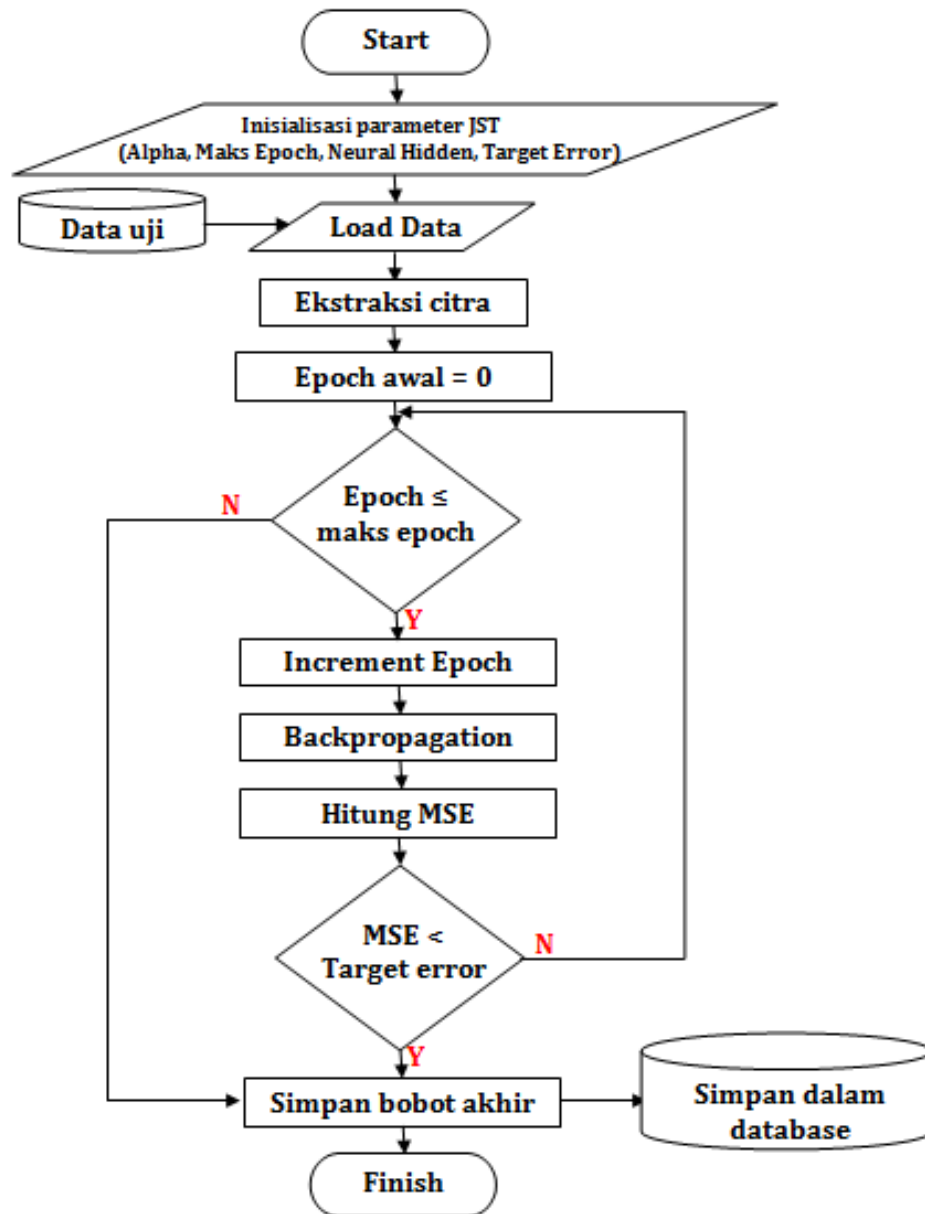 Start
Inisialisasi parameter JST
(Alpha, Maks Epoch, Neural Hidden, Target Error)
Data uji
Load Data
Ekstraksi citra
Epoch awal = 0
Epoch ≤
maks epoch
N
Y
Increment Epoch
Backpropagation
Hitung MSE
MSE <
Target error
N
Y
Simpan bobot akhir
Simpan dalam
database
Finish